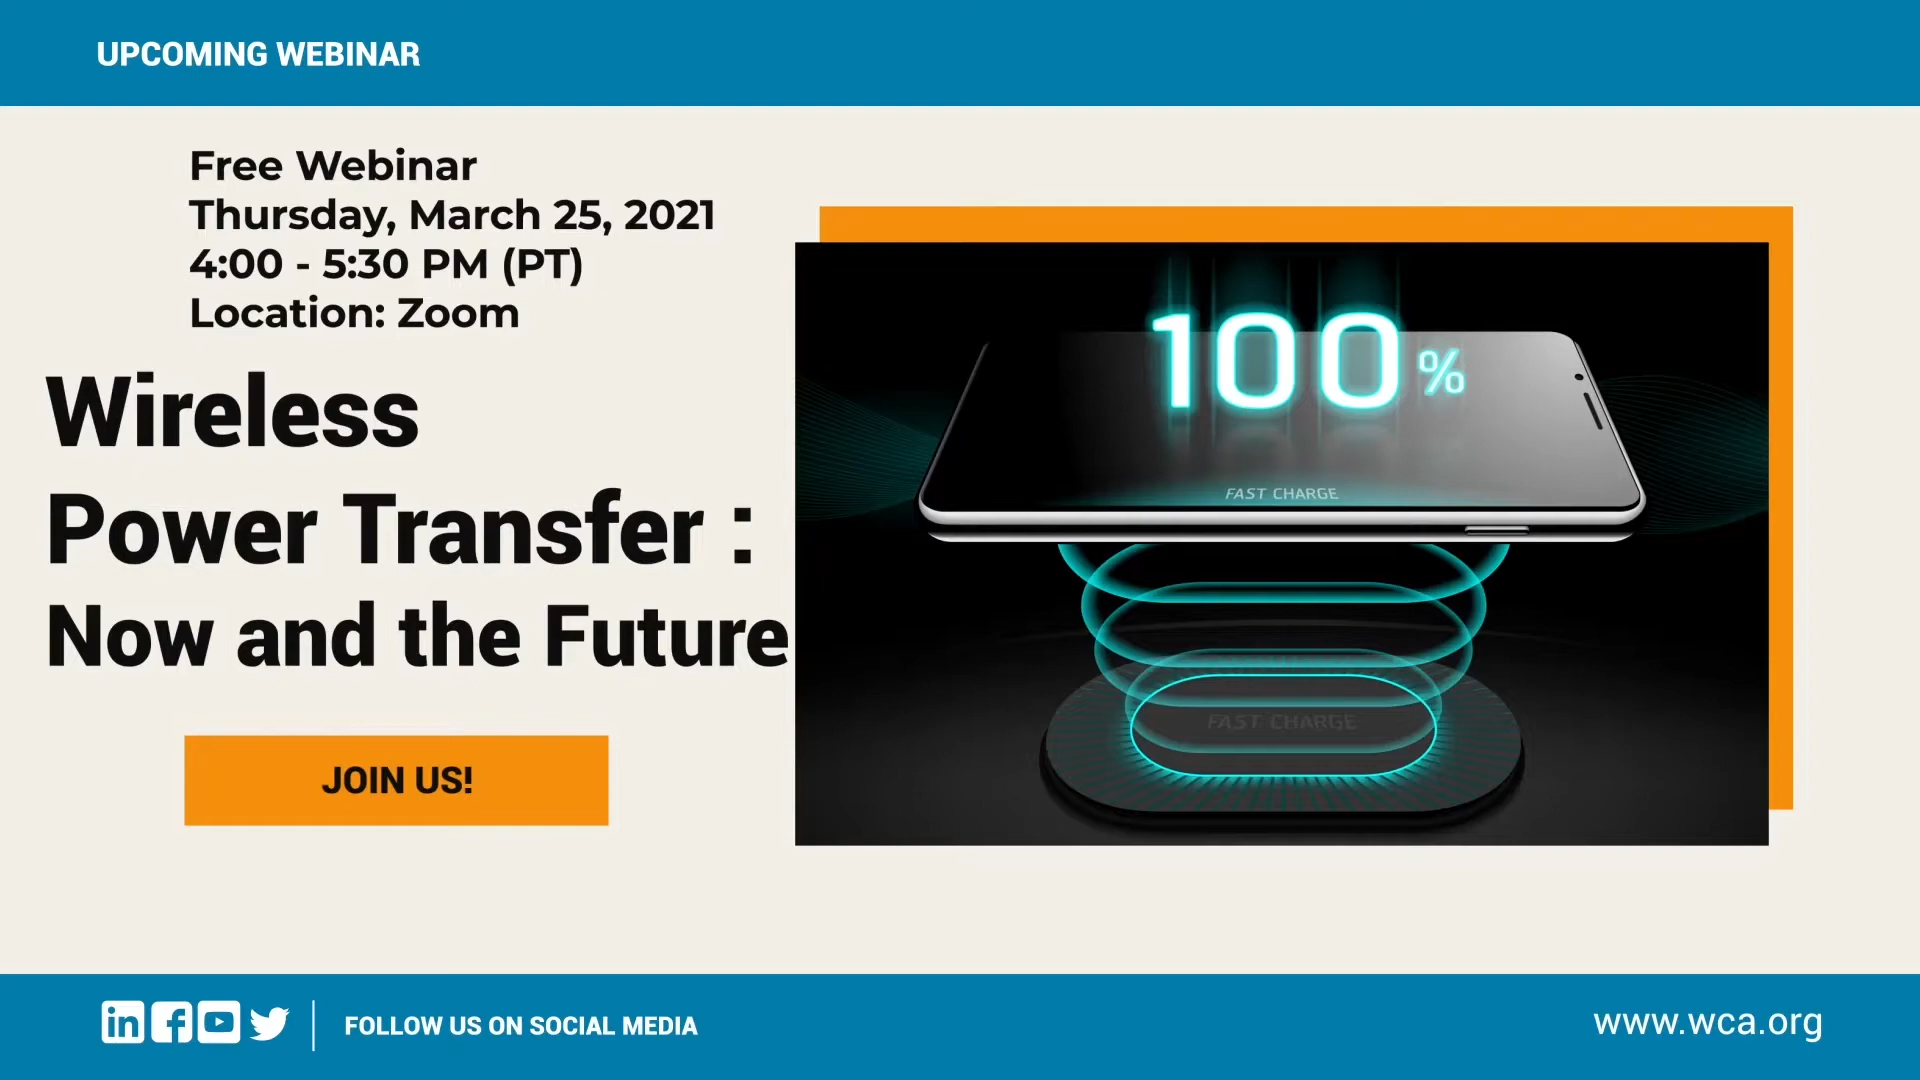 UPCOMING WEBINAR
Free Webinar
Thursday, March 25, 2021
4:00 - 5:30 PM (PT)
Location: Zoom
Wireless
Power Transfer :
Now and the Future
JOIN US!
100%
FAST CHARGE
FAST CHARGE
FOLLOW US ON SOCIAL MEDIA
www.wca.org